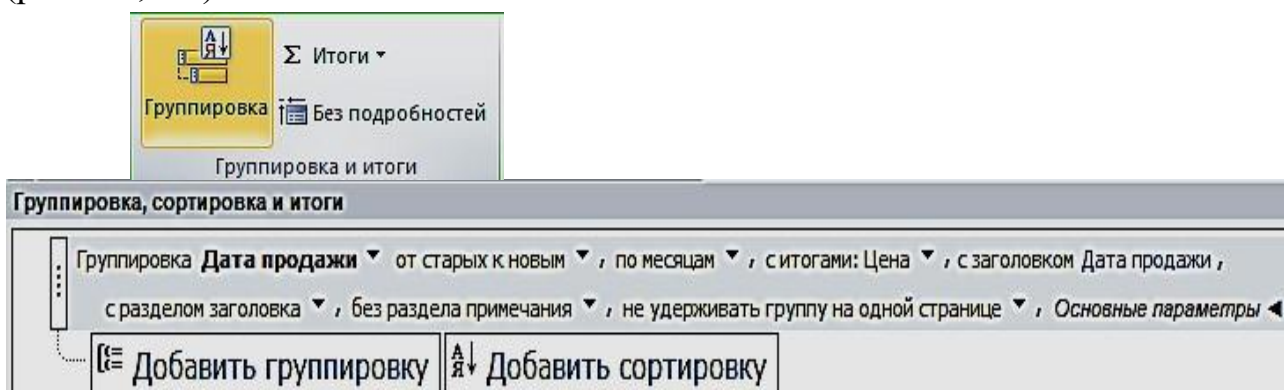 Σ Итоги
Группировка
Без подробностей
Группировка и итоги
Группировка, сортировка и итоги
Группировка Дата продажи ▼ от старых к новым ▼ , по месяцам ▼ , с итогами: Цена ▼ , с заголовком Дата продажи ,
с разделом заголовка ▼ , без раздела примечания ▼ , не удерживать группу на одной странице ▼ , Основные параметры ◄
Добавить группировку Добавить сортировку